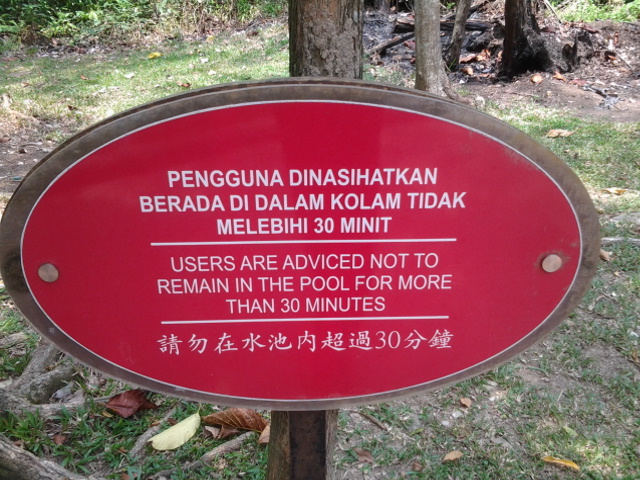 PENGGUNA DINASIHATKAN
BERADA DI DALAM KOLAM TIDAK
MELEBIHI 30 MINIT
USERS ARE ADVICED NOT TO
REMAIN IN THE POOL FOR MORE
THAN 30 MINUTES
請勿在水池内超過30分鐘